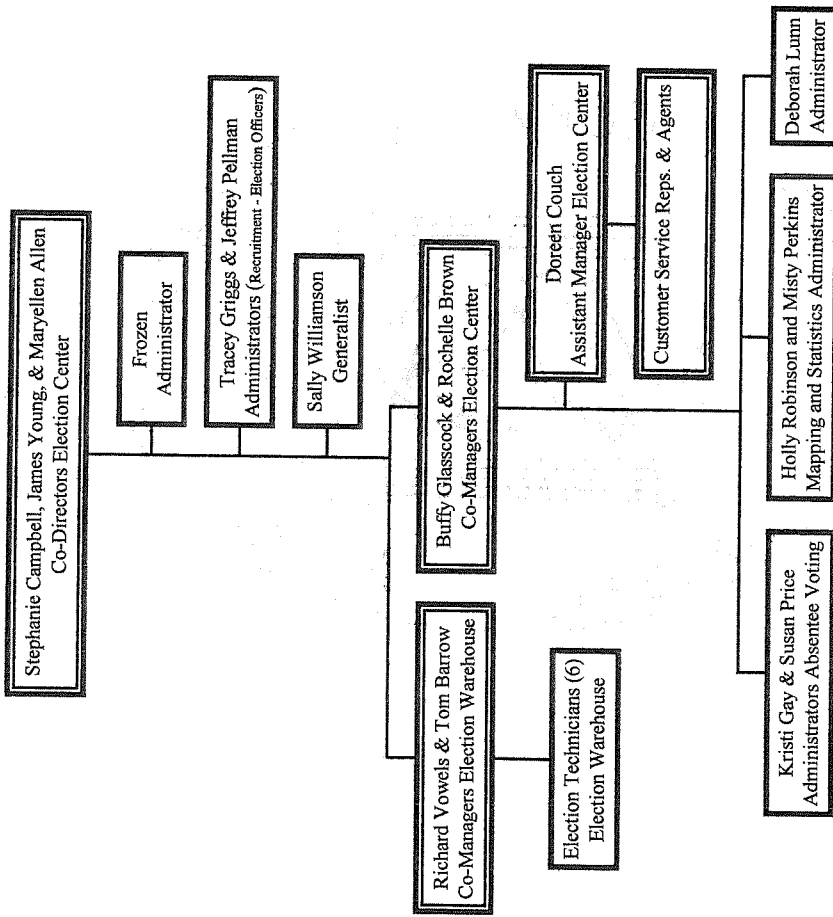 Stephanie Campbell, James Young, & Maryellen Allen
Co-Directors Election Center
Frozen
Administrator
Tracey Griggs & Jeffrey Pellman
Administrators (Recruitment - Election Officers)
Sally Williamson
Generalist
Richard Vowels & Tom Barrow
Co-Managers Election Warehouse
Buffy Glasscock & Rochelle Brown
Co-Managers Election Center
Election Technicians (6)
Election Warehouse
Doreen Couch
Assistant Manager Election Center
Customer Service Reps. & Agents
Kristi Gay & Susan Price
Administrators Absentee Voting
Holly Robinson and Misty Perkins
Mapping and Statistics Administrator
Deborah Lunn
Administrator